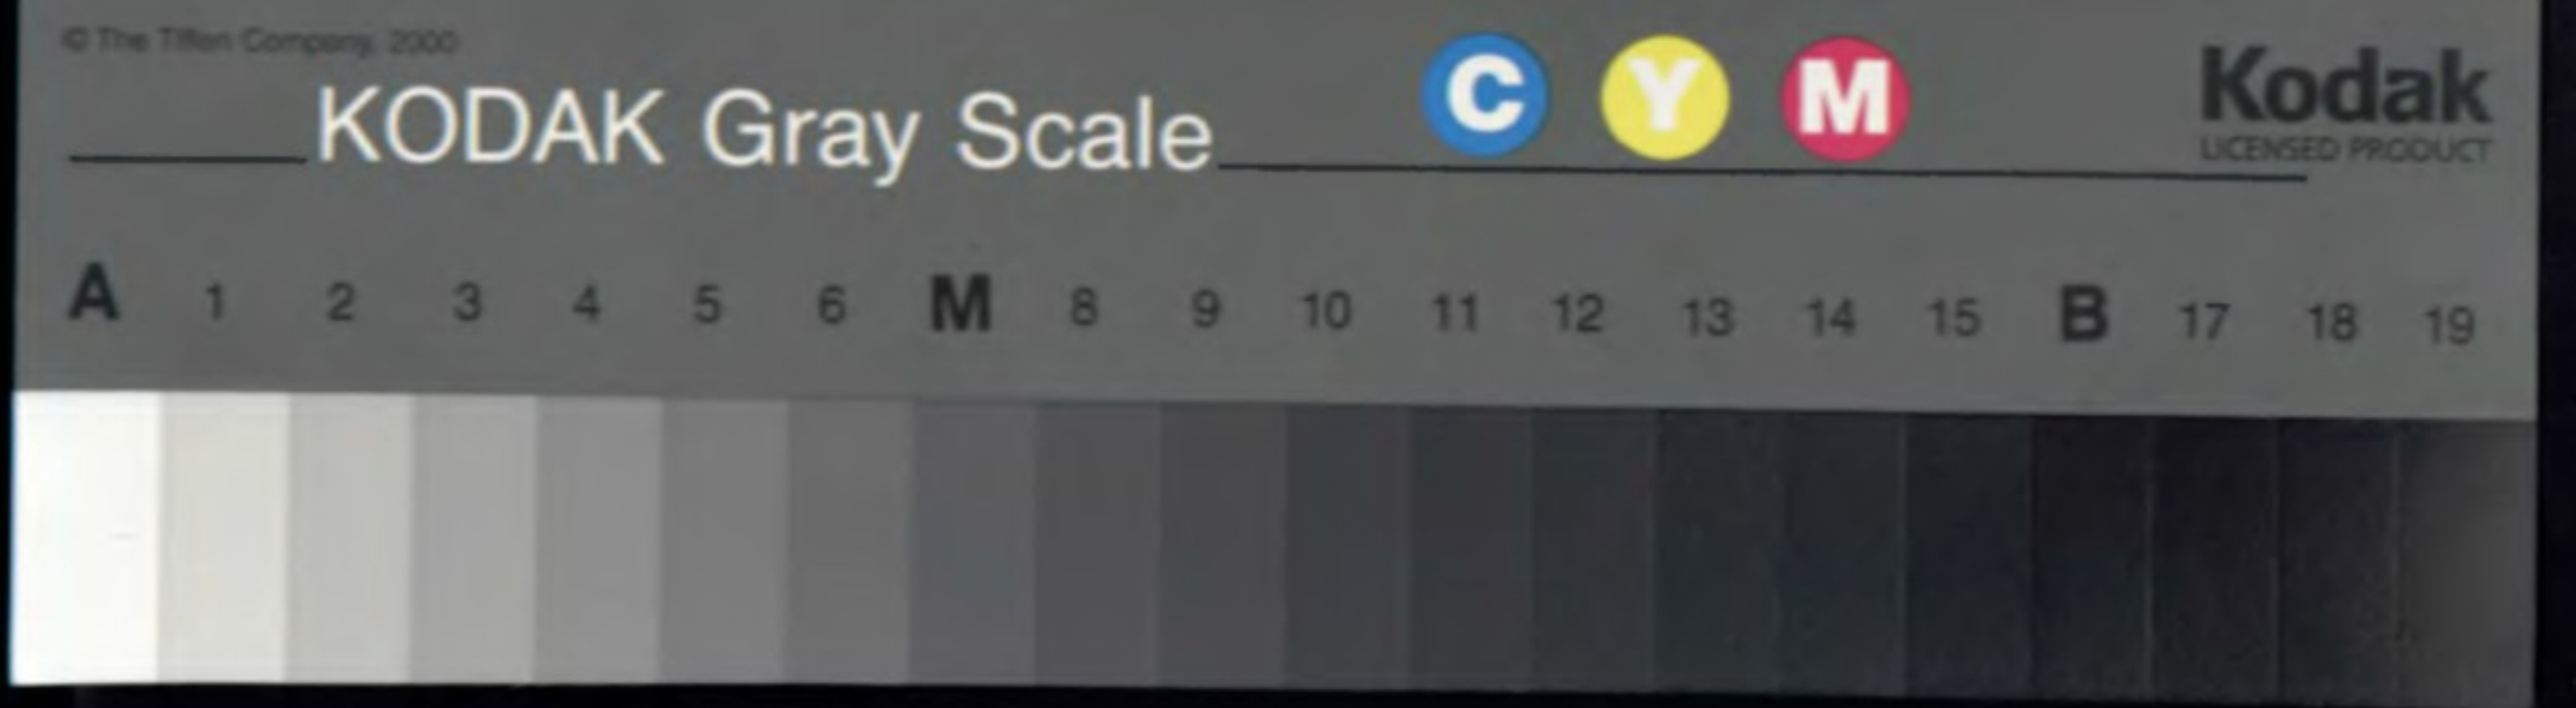 © The Tiffen Company, 2000
KODAK Gray Scale
C Y M
Kodak
LICENSED PRODUCT
A 1 2 3 4 5 6 M 8 9 10 11 12 13 14 15 B 17 18 19